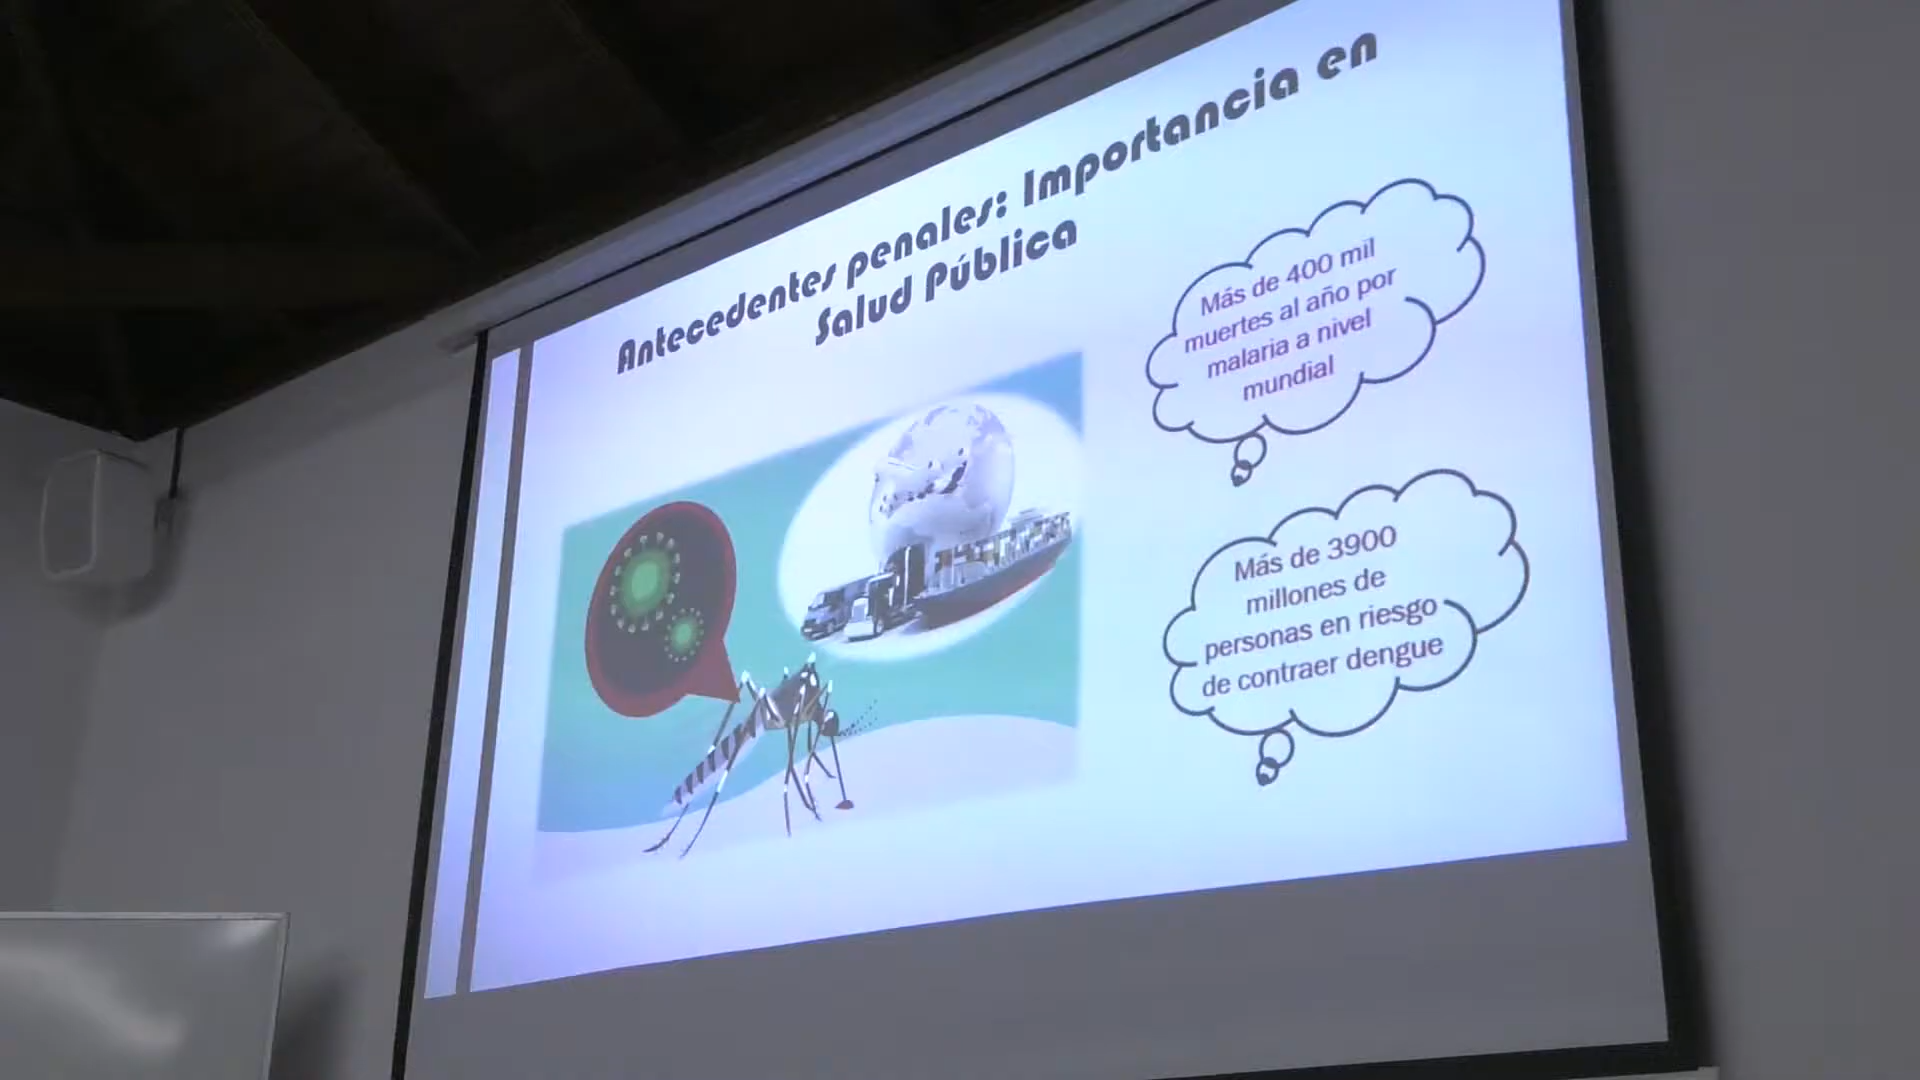 Antecedentes penales: Importancia en
Salud Pública
Más de 400 mil
muertes al año por
malaria a nivel
mundial
Más de 3900
millones de
personas en riesgo
de contraer dengue